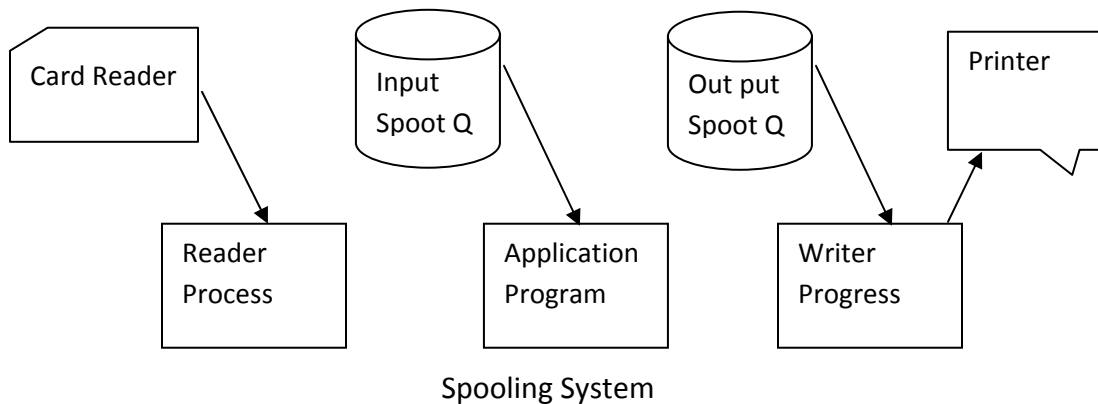 Card Reader
Input
Spoot Q
Out put
Spoot Q
Printer
Reader
Process
Application
Program
Writer
Progress
Spooling System